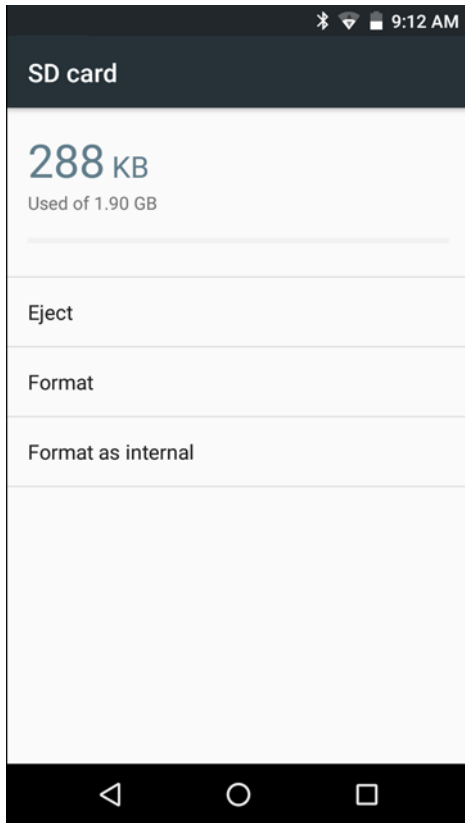 9:12 AM
SD card
288 KB
Used of 1.90 GB
Eject
Format
Format as internal